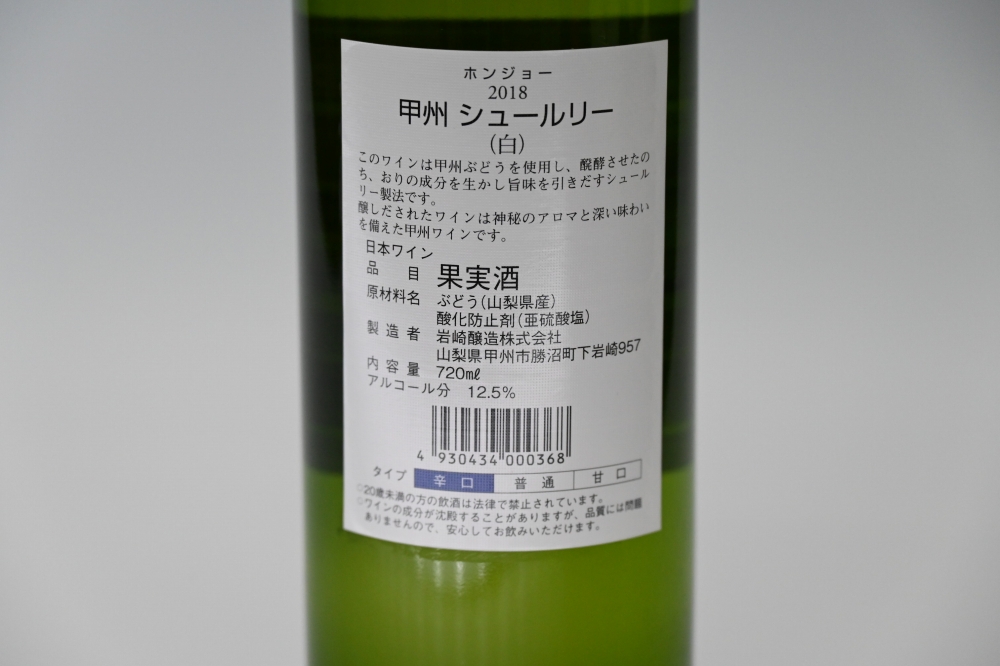 ホンジョー
2018
甲州 シュールリー
(白)
このワインは甲州ぶどうを使用し、醗酵させたの
ち、おりの成分を生かし旨味を引きだすシュール
リー製法です。
醸しだされたワインは神秘のアロマと深い味わい
を備えた甲州ワインです。
日本ワイン
品目 果実酒
原材料名 ぶどう(山梨県産)
酸化防止剤(亜硫酸塩)
製造者 岩崎醸造株式会社
山梨県甲州市勝沼町下岩崎957
内容量 720㎖
アルコール分 12.5%
4 930434 000368
タイプ 辛口 普通 甘口
○20歳未満の方の飲酒は法律で禁止されています。
○ワインの成分が沈殿することがありますが、品質には問題
ありませんので、安心してお飲みいただけます。